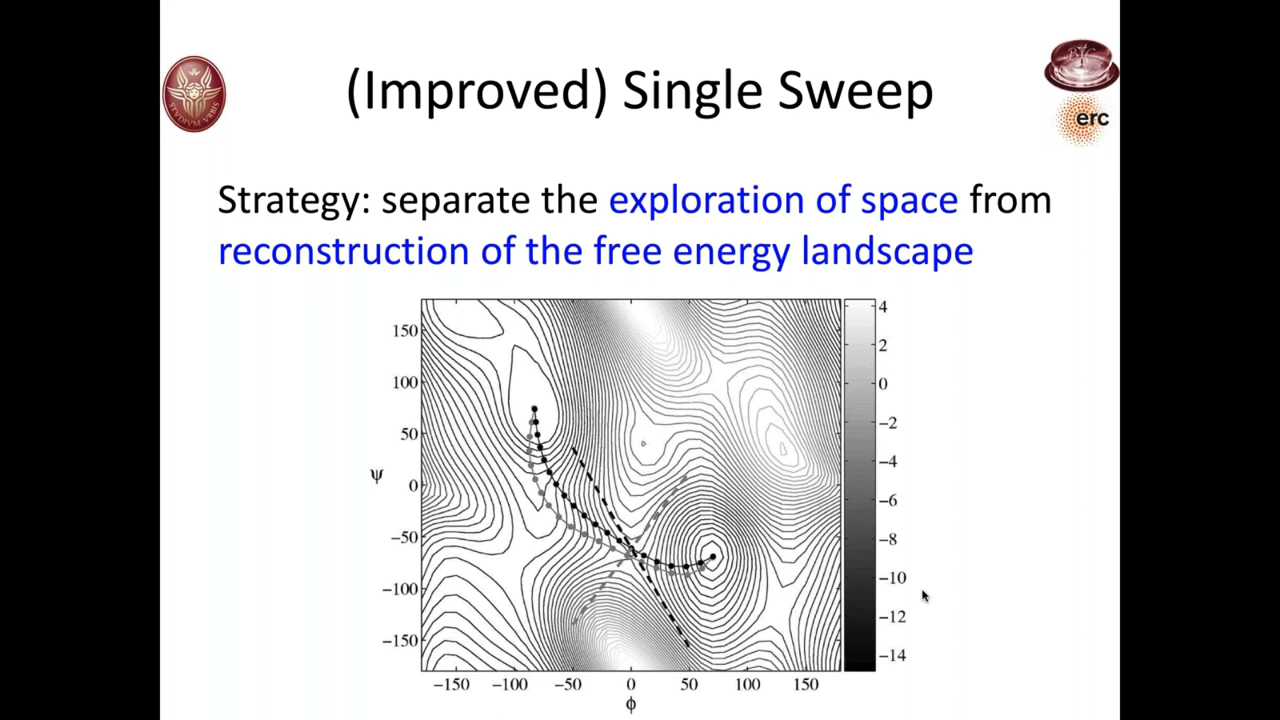 (Improved) Single Sweep
STVDIVM VRBIS
erc
Strategy: separate the exploration of space from
reconstruction of the free energy landscape
150
100
50
0
−50
−100
−150
ψ
−150 −100 −50 0 50 100 150
ϕ
4
2
0
−2
−4
−6
−8
−10
−12
−14